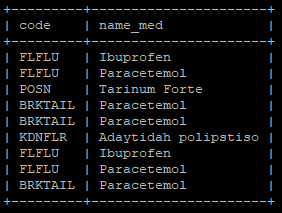 +---------+----------------------+
| code    | name_med             |
+---------+----------------------+
| FLFLU   | Ibuprofen            |
| FLFLU   | Paracetemol          |
| POSN    | Tarinum Forte        |
| BRKTAIL | Paracetemol          |
| BRKTAIL | Paracetemol          |
| KDNFLR  | Adaytidah polipstiso |
| FLFLU   | Ibuprofen            |
| FLFLU   | Paracetemol          |
| BRKTAIL | Paracetemol          |
+---------+----------------------+